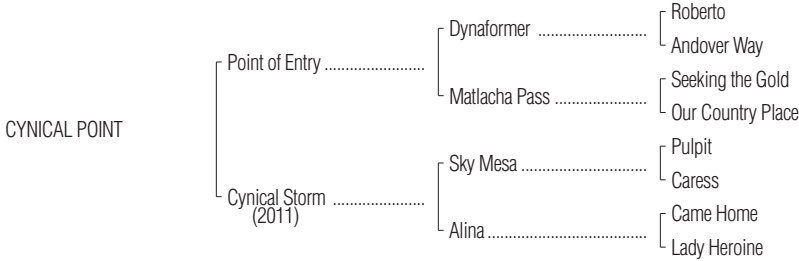 Roberto
Dynaformer ........................
Andover Way
Point of Entry ......................
Seeking the Gold
Matlacha Pass ....................
Our Country Place
CYNICAL POINT
Pulpit
Sky Mesa ...........................
Caress
Cynical Storm ....................
(2011)
Came Home
Alina ...................................
Lady Heroine